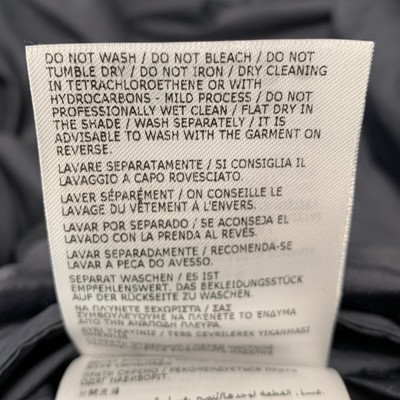 DO NOT WASH / DO NOT BLEACH / DO NOT
TUMBLE DRY / DO NOT IRON / DRY CLEANING
IN TETRACHLOROETHENE OR WITH
HYDROCARBONS - MILD PROCESS / DO NOT
PROFESSIONALLY WET CLEAN / FLAT DRY IN
THE SHADE / WASH SEPARATELY / IT IS
ADVISABLE TO WASH WITH THE GARMENT ON
REVERSE.
LAVARE SEPARATAMENTE / SI CONSIGLIA IL
LAVAGGIO A CAPO ROVESCIATO.
LAVER SÉPARÉMENT / ON CONSEILLE LE
LAVAGE DU VÊTEMENT À L'ENVERS.
LAVAR POR SEPARADO / SE ACONSEJA EL
LAVADO CON LA PRENDA AL REVÉS.
LAVAR SEPARADAMENTE / RECOMENDA-SE
LAVAR A PEÇA DO AVESSO.
SEPARAT WASCHEN / ES IST
EMPFEHLENSWERT, DAS BEKLEIDUNGSSTÜCK
AUF DER RÜCKSEITE ZU WASCHEN.
ΝΑ ΠΛΥΝΕΤΕ ΞΕΧΩΡΙΣΤΑ / ΣΑΣ
ΣΥΜΒΟΥΛΕΥΟΥΜΕ ΝΑ ΠΛΕΝΕΤΕ ΤΟ ΈΝΔΥΜΑ
ΑΠΟ ΤΗΝ ΑΝΑΠΟΔΗ ΠΛΕΥΡΑ.
/ TERS ÇEVRİLEREK YIKANMASI